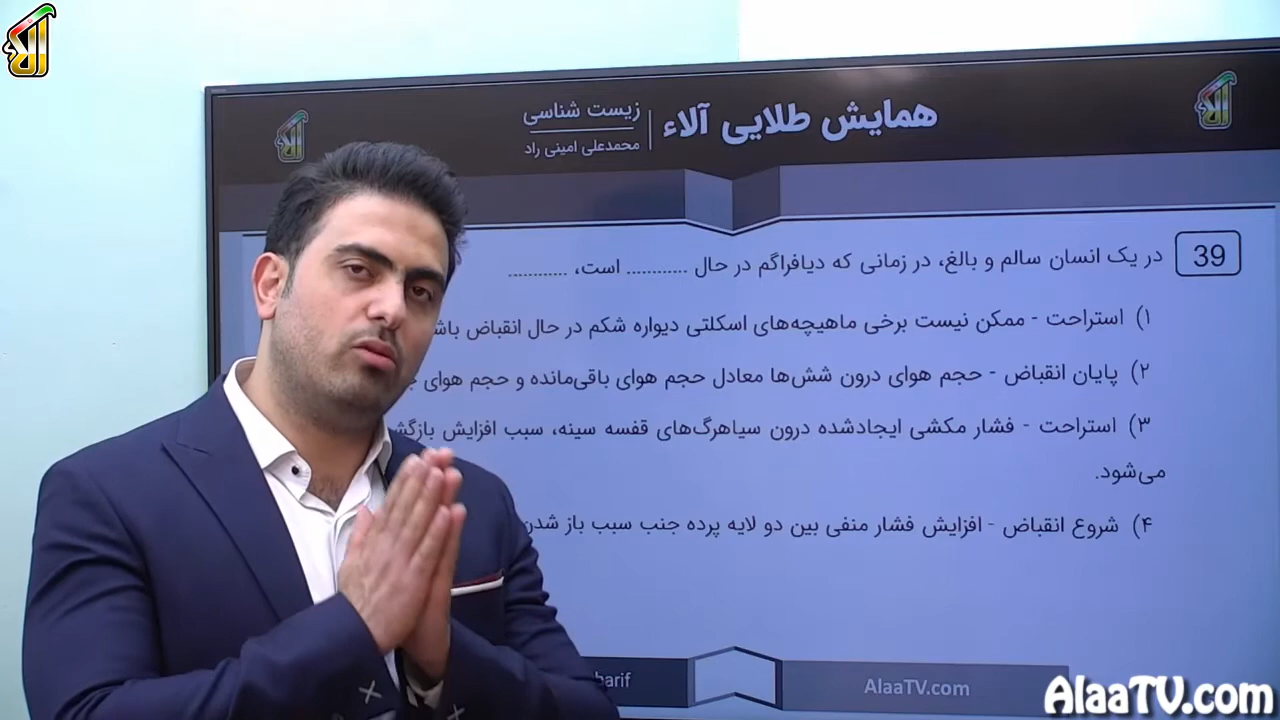 آلاء
همایش طلایی آلاء
زیست شناسی
محمدعلی امینی راد
39
در یک انسان سالم و بالغ، در زمانی که دیافراگم در حال ........... است، ...........
۱) استراحت - ممکن نیست برخی ماهیچه‌های اسکلتی دیواره شکم در حال انقباض
۲) پایان انقباض - حجم هوای درون شش‌ها معادل حجم هوای باقی‌مانده و حجم هوای
۳) استراحت - فشار مکشی ایجادشده درون سیاهرگ‌های قفسه سینه، سبب افزایش
می‌شود.
۴) شروع انقباض - افزایش فشار منفی بین دو لایه پرده جنب سبب باز شدن
AlaaTV.com
AlaaTV.com